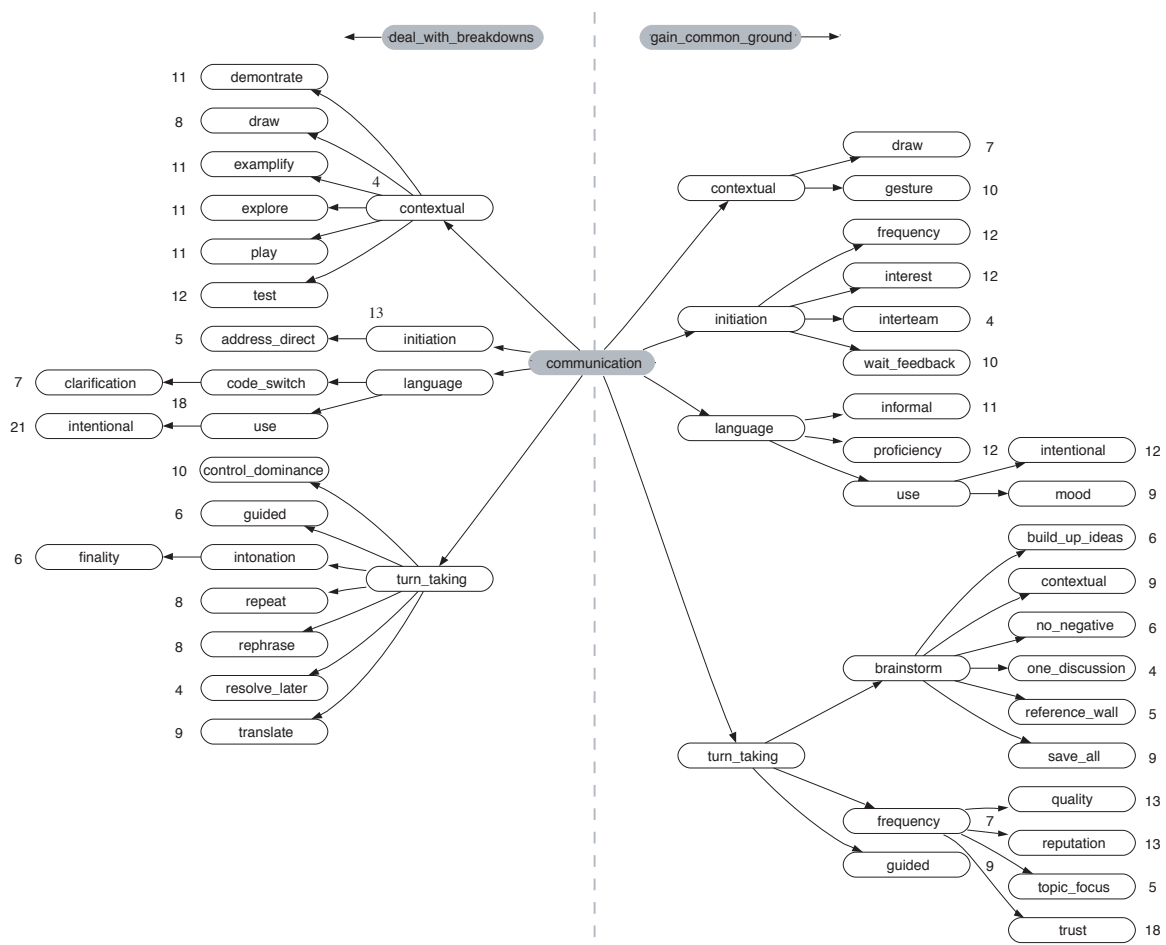 deal_with_breakdowns
gain_common_ground
11 demontrate
8 draw
11 examplify
4
11 explore
contextual
11 play
12 test
13
5 address_direct initiation
7 clarification code_switch language
18
21 intentional use
10 control_dominance
6 guided
6 finality intonation
turn_taking
8 repeat
8 rephrase
4 resolve_later
9 translate
communication
draw 7
contextual gesture 10
frequency 12
interest 12
initiation interteam 4
wait_feedback 10
informal 11
language
proficiency 12 intentional 12
use mood 9
build_up_ideas 6
contextual 9
no_negative 6
brainstorm one_discussion 4
reference_wall 5
turn_taking save_all 9
quality 13
frequency 7
reputation 13
guided 9
topic_focus 5
trust 18